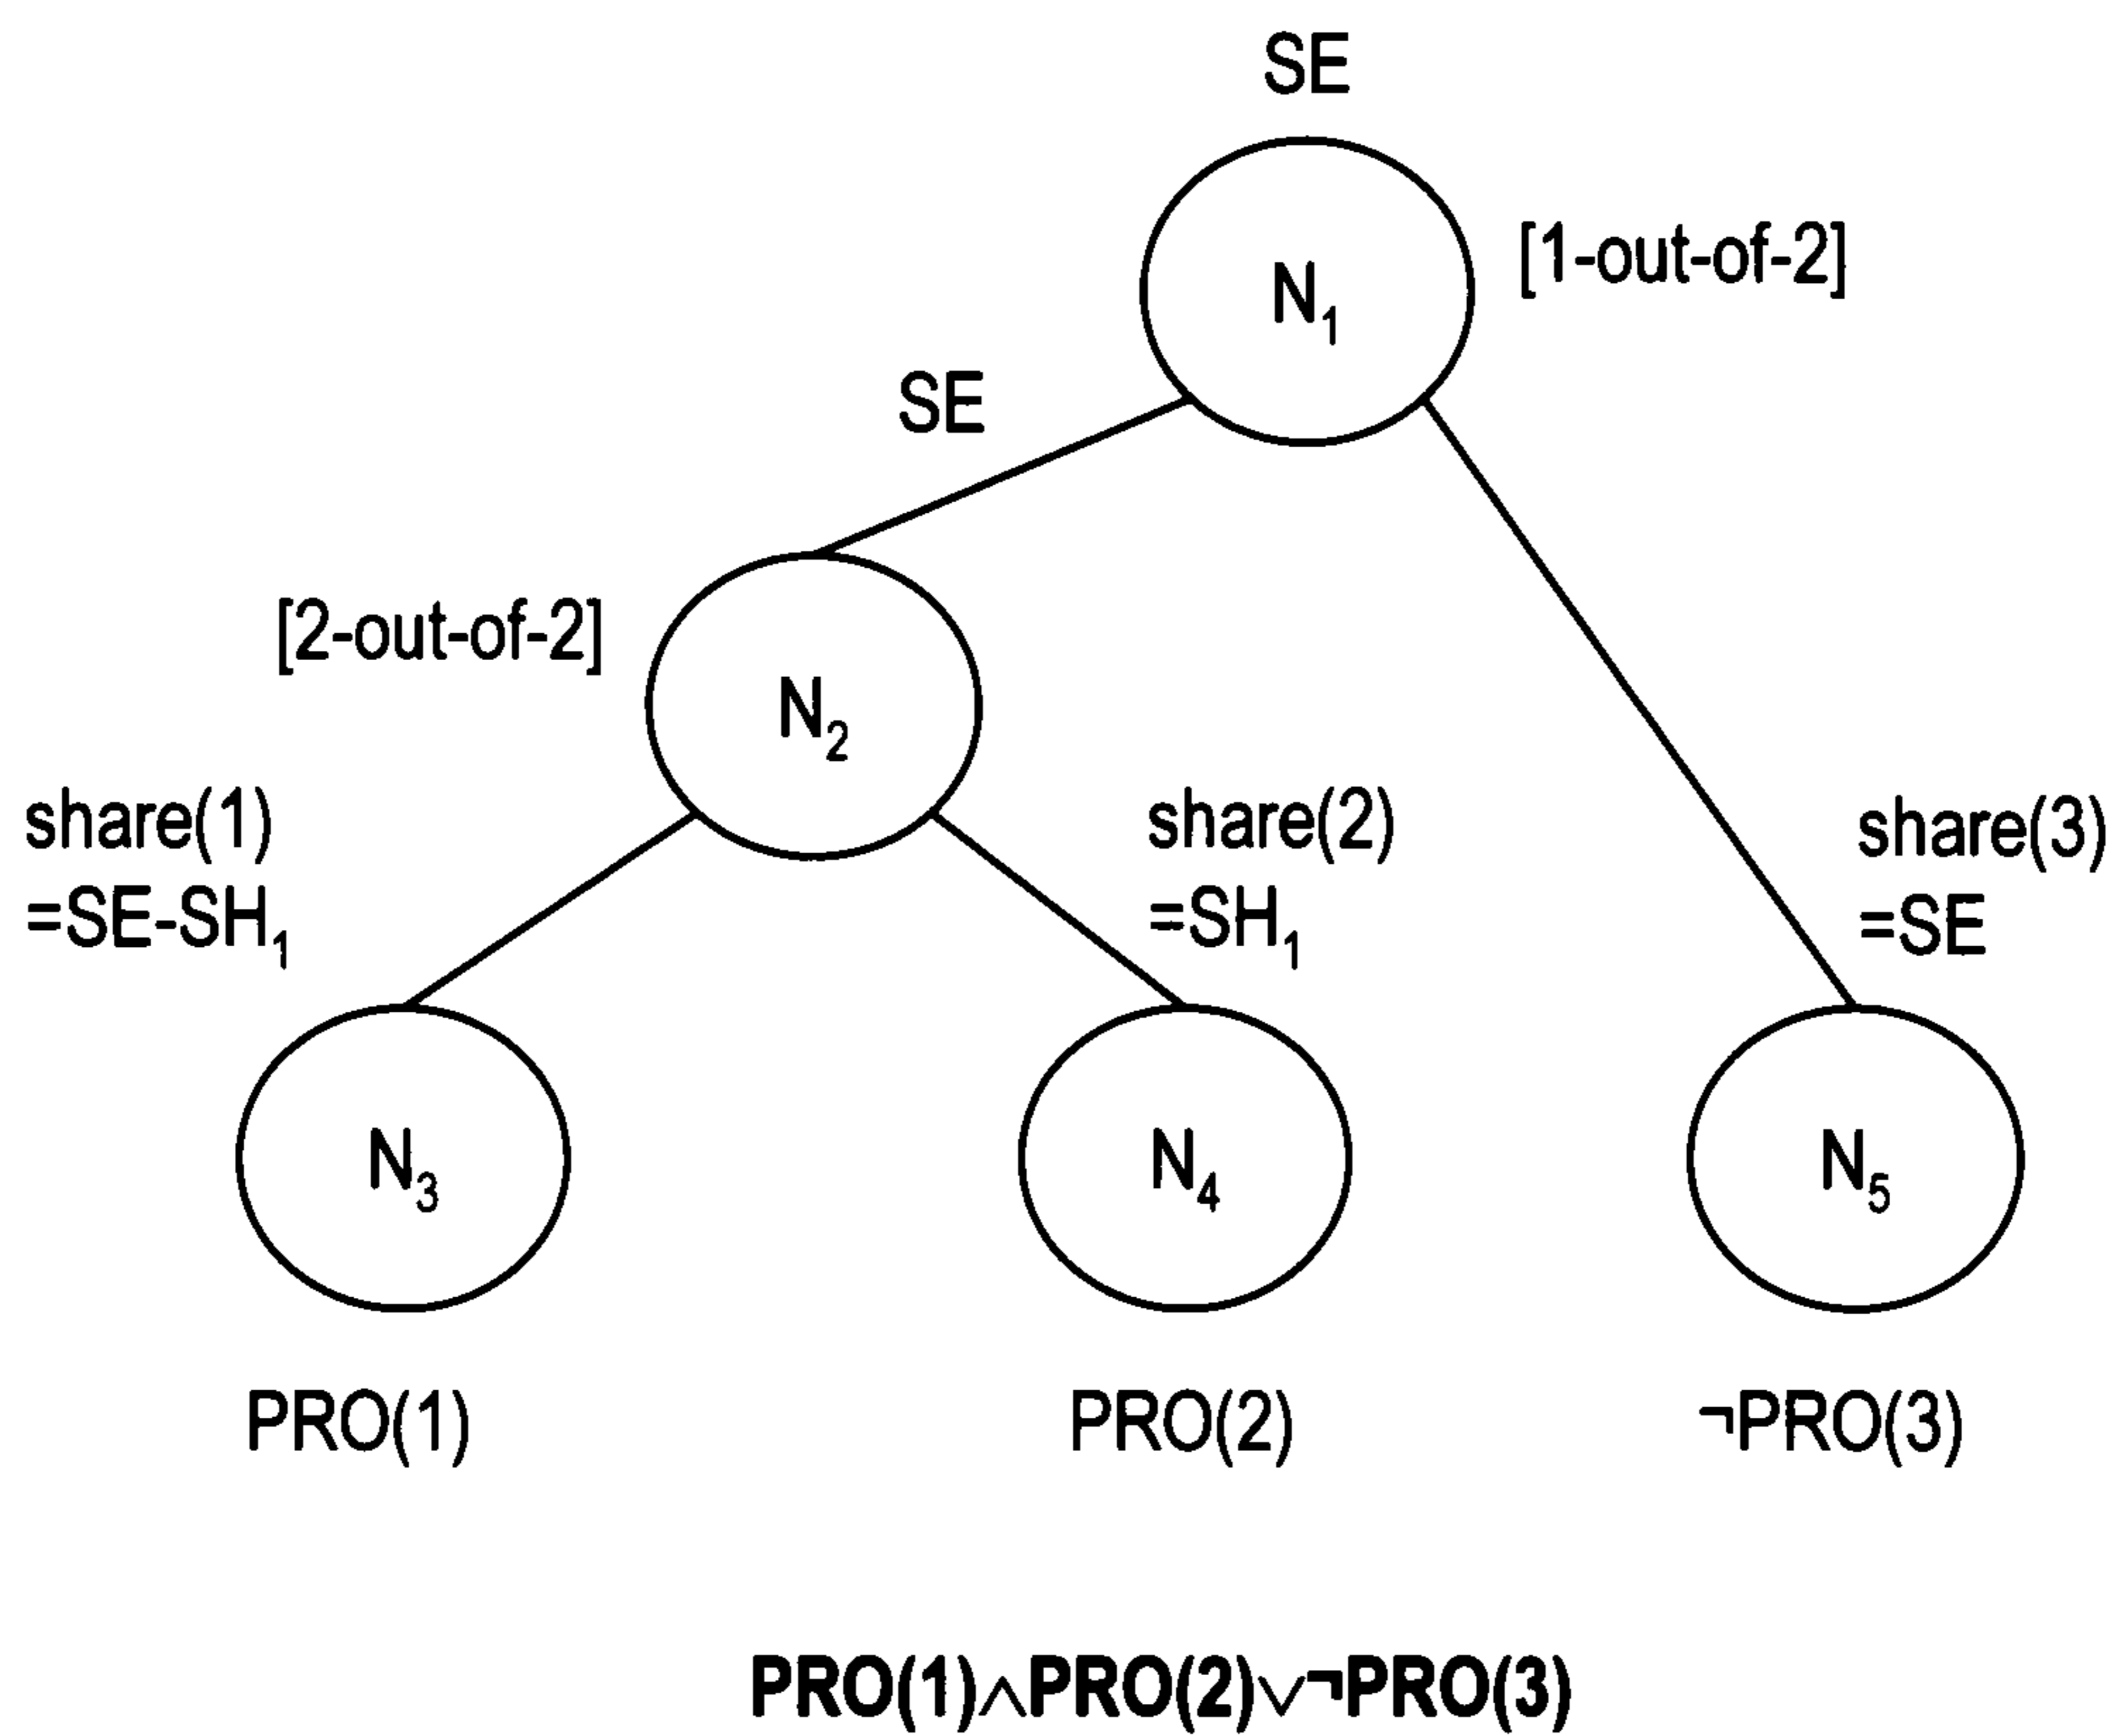 SE
N₁
[1-out-of-2]
SE
[2-out-of-2]
N₂
share(1)
=SE-SH₁
share(2)
=SH₁
share(3)
=SE
N₃
N₄
N₅
PRO(1)
PRO(2)
¬PRO(3)
PRO(1)∧PRO(2)∨¬PRO(3)